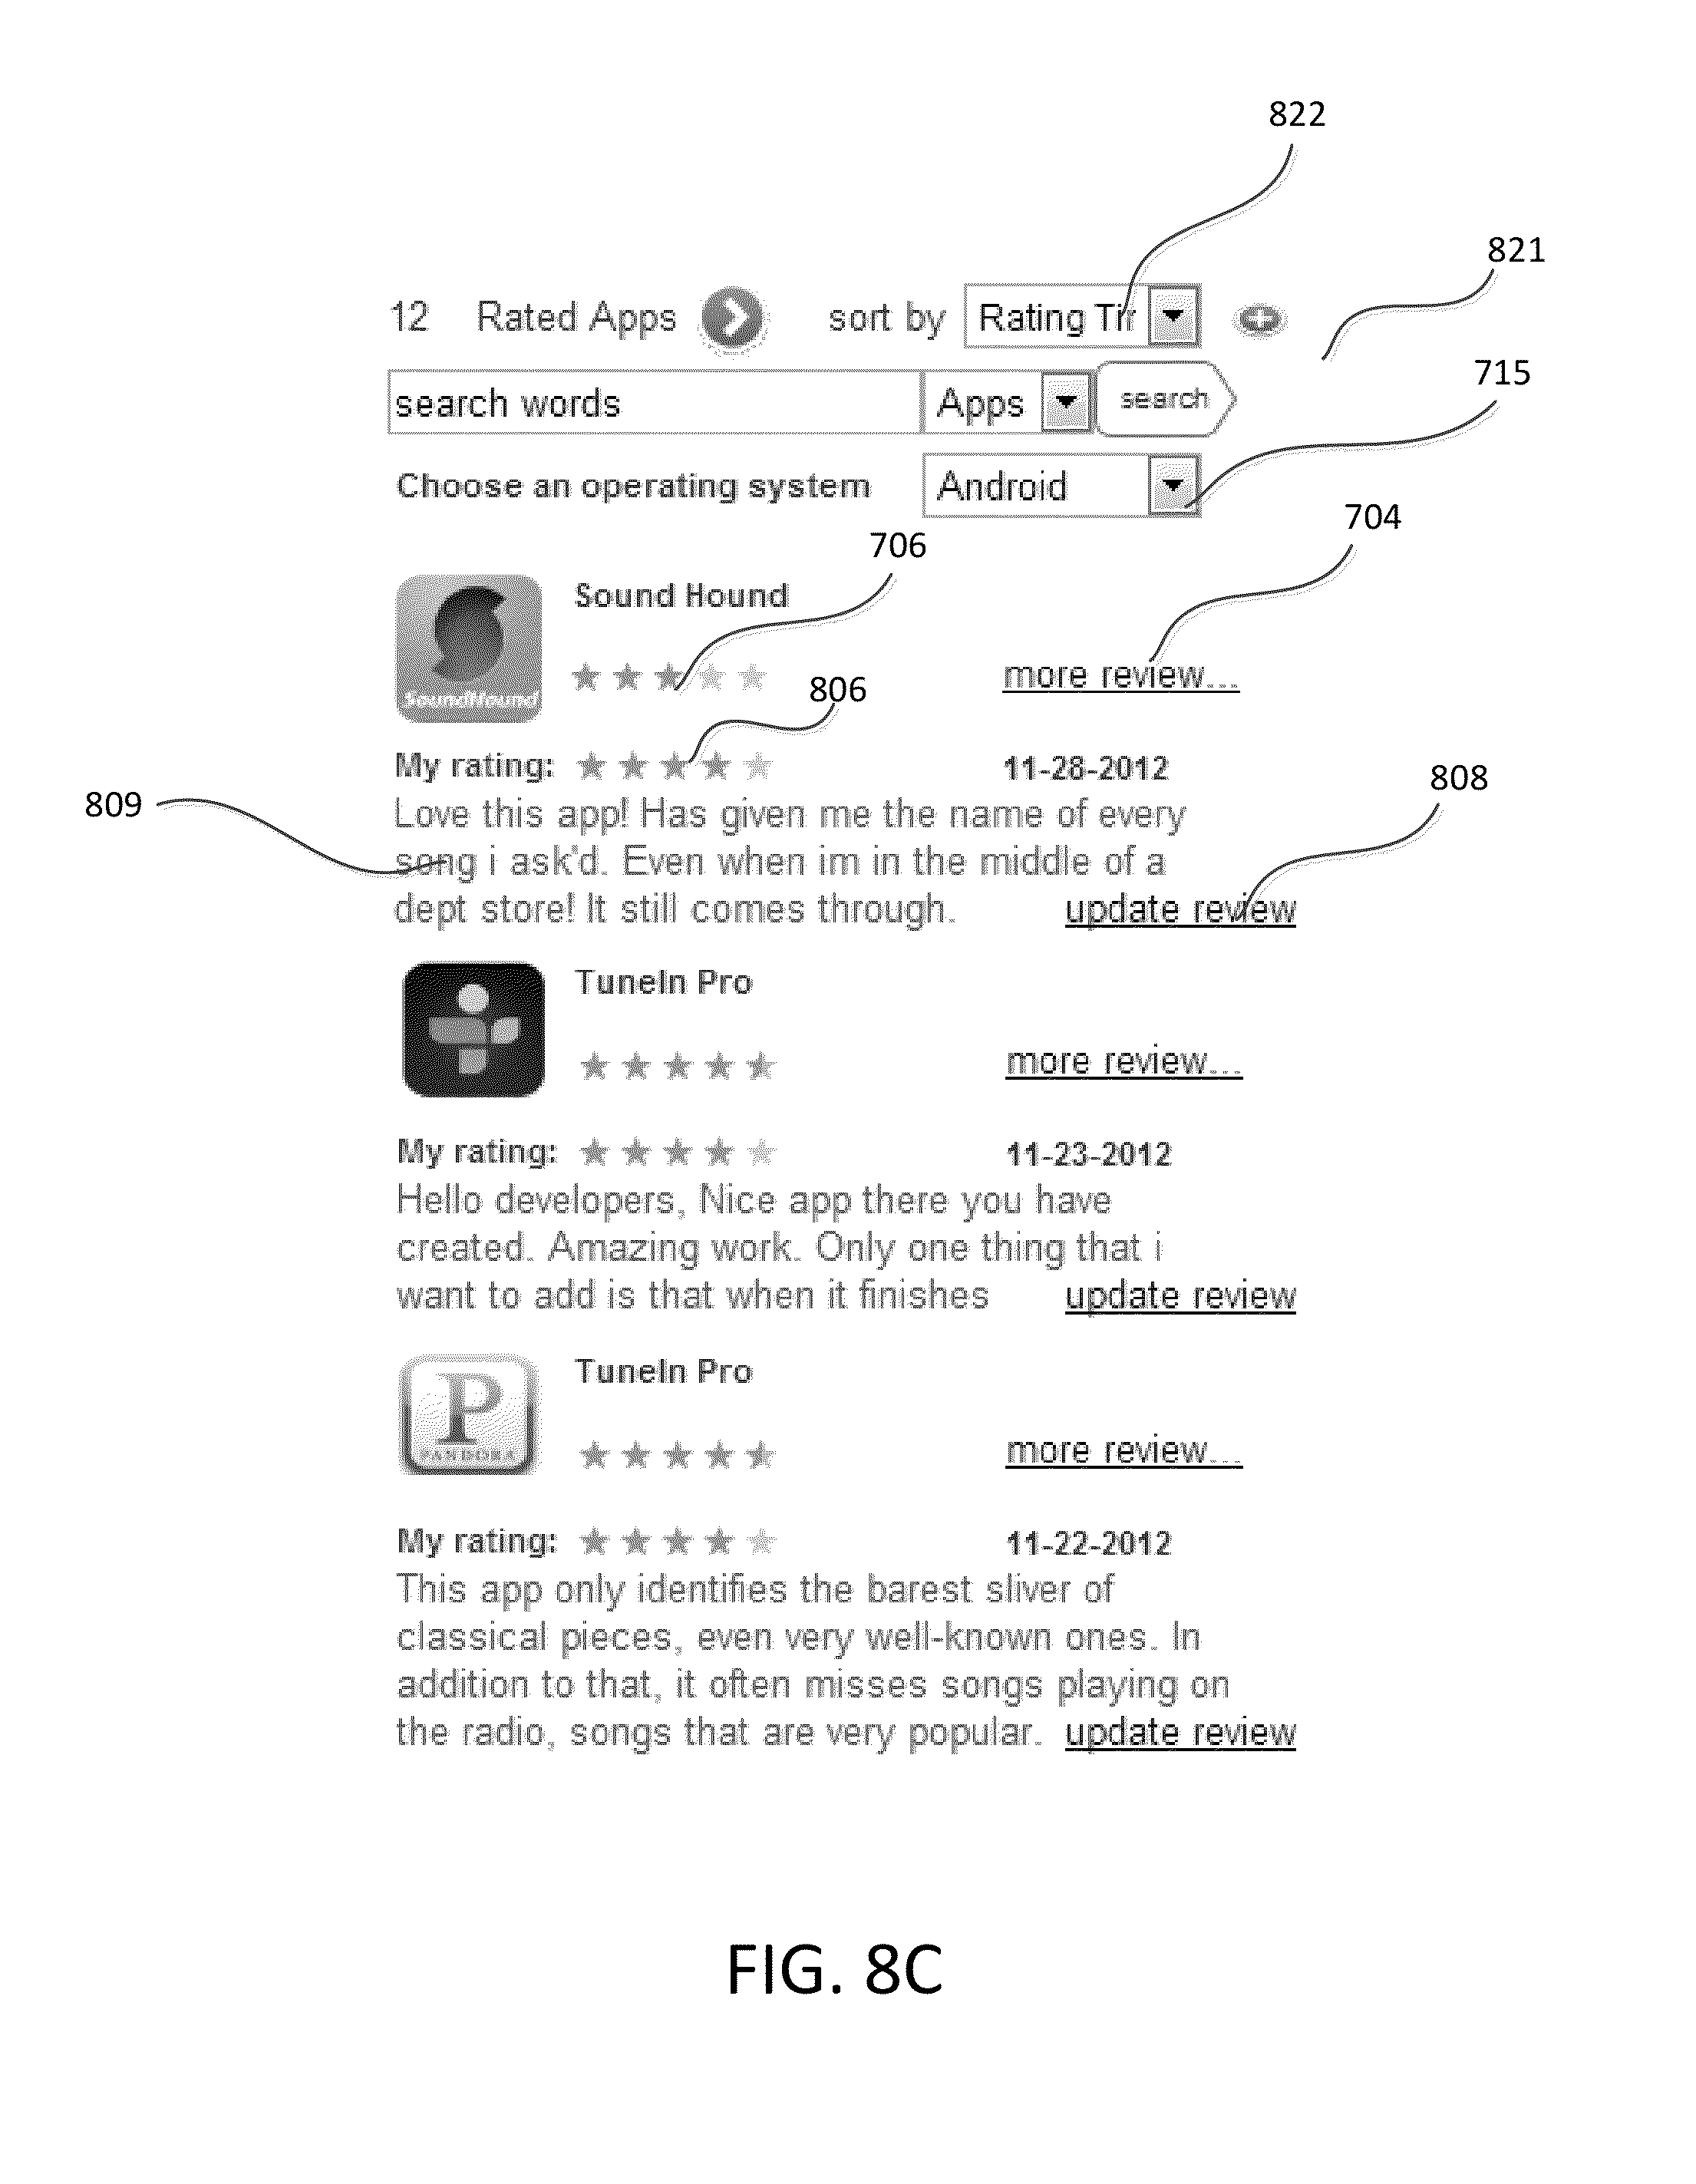 822
821
12 Rated Apps sort by Rating Tir
search words Apps search
715
Choose an operating system Android
704
706
Sound Hound
SoundHound
more review...
806
My rating: 11-28-2012
808
809
Love this app! Has given me the name of every
song i ask'd. Even when im in the middle of a
dept store! It still comes through. update review
TuneIn Pro
more review...
My rating: 11-23-2012
Hello developers, Nice app there you have
created. Amazing work. Only one thing that i
want to add is that when it finishes update review
TuneIn Pro
P
PANDORA
more review...
My rating: 11-22-2012
This app only identifies the barest sliver of
classical pieces, even very well-known ones. In
addition to that, it often misses songs playing on
the radio, songs that are very popular. update review
FIG. 8C